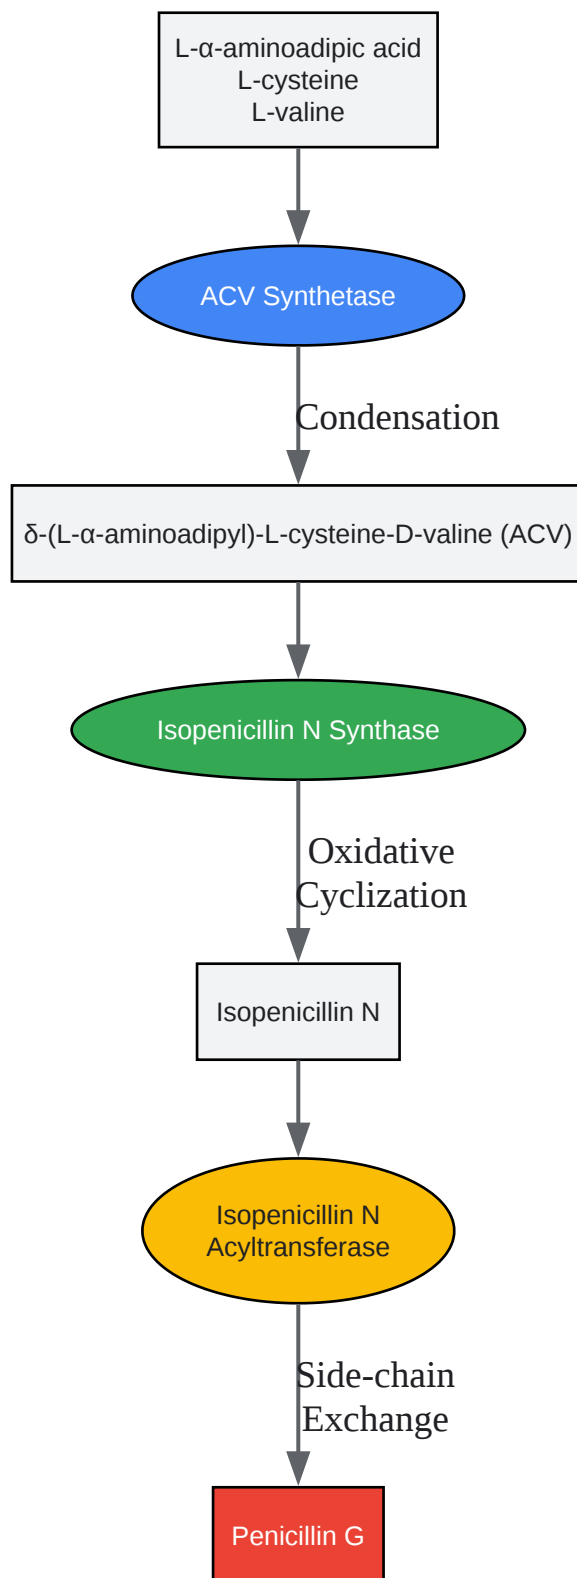 L-α-aminoadipic acid
L-cysteine
L-valine
ACV Synthetase
Condensation
δ-(L-α-aminoadipyl)-L-cysteine-D-valine (ACV)
Isopenicillin N Synthase
Oxidative
Cyclization
Isopenicillin N
Isopenicillin N
Acyltransferase
Side-chain
Exchange
Penicillin G